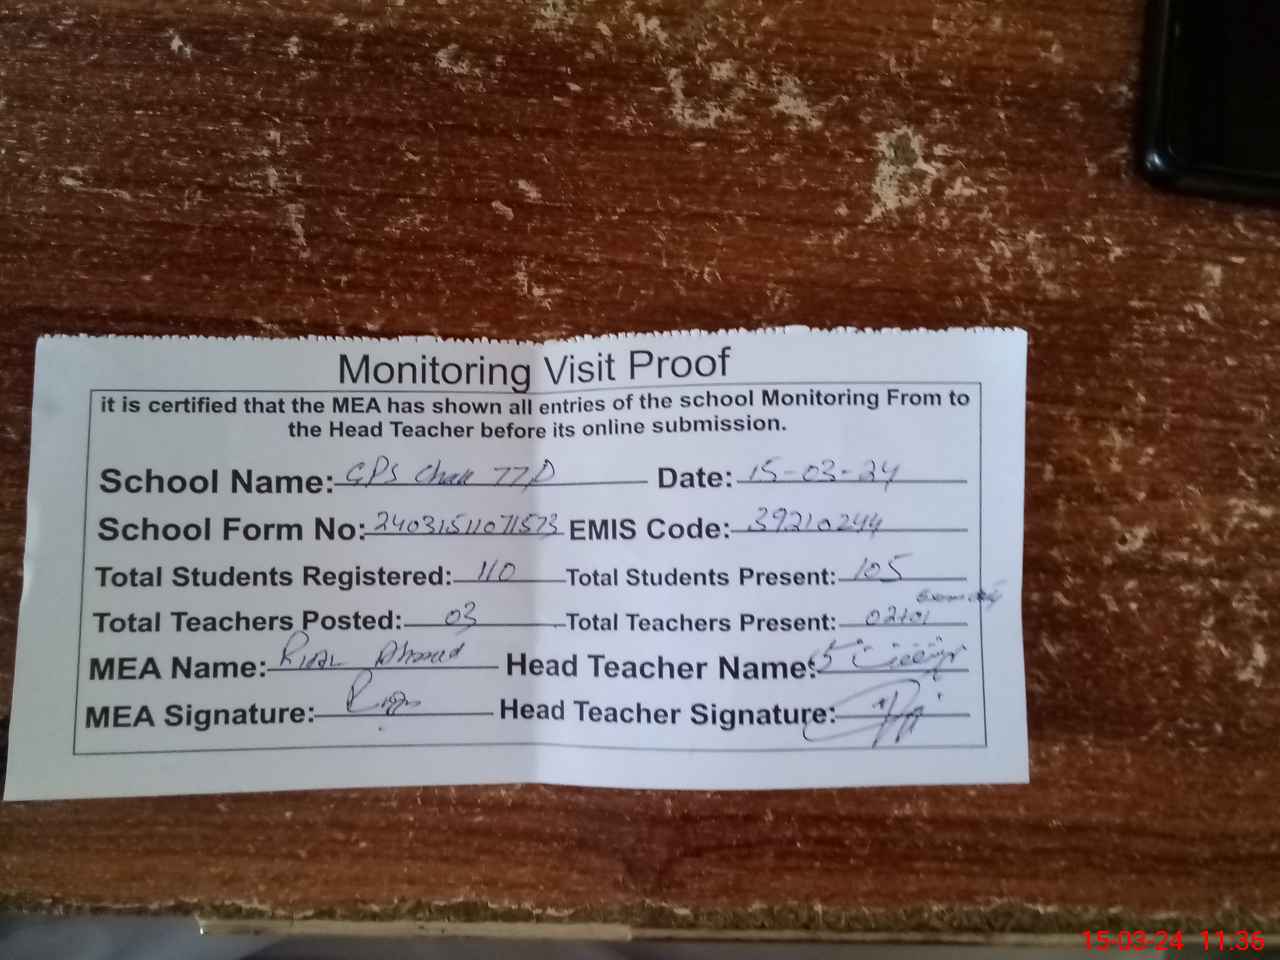 Monitoring Visit Proof
it is certified that the MEA has shown all entries of the school Monitoring From to
the Head Teacher before its online submission.
School Name: GPS Chak 77D Date: 15-03-24
School Form No: 24031511071573 EMIS Code: 39210244
Total Students Registered: 110 Total Students Present: 105
Total Teachers Posted: 03 Total Teachers Present: 02+01
MEA Name: Riaz Ahmad Head Teacher Name:
MEA Signature: Head Teacher Signature:
15-03-24 11:36